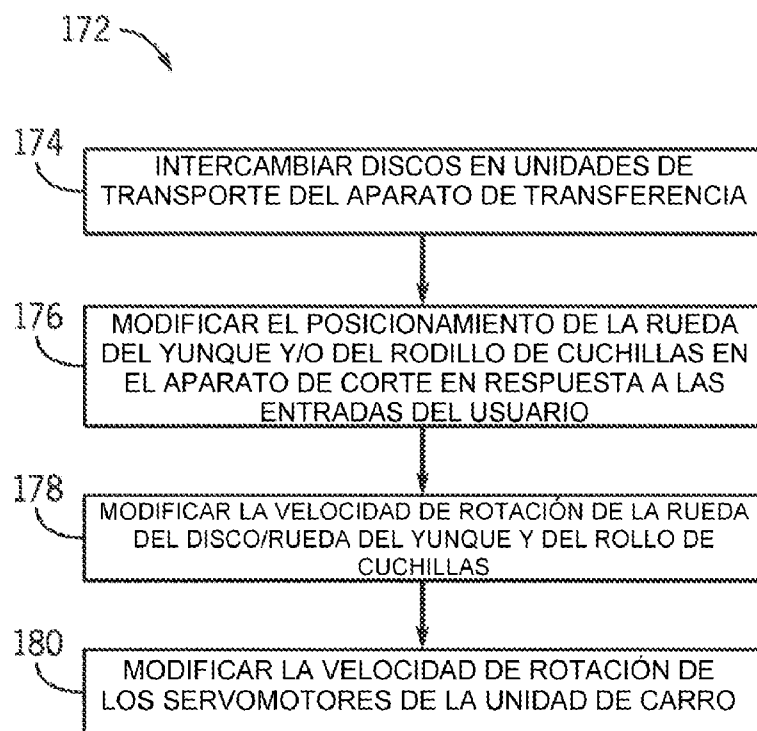 172
174
INTERCAMBIAR DISCOS EN UNIDADES DE
TRANSPORTE DEL APARATO DE TRANSFERENCIA
176
MODIFICAR EL POSICIONAMIENTO DE LA RUEDA
DEL YUNQUE Y/O DEL RODILLO DE CUCHILLAS EN
EL APARATO DE CORTE EN RESPUESTA A LAS
ENTRADAS DEL USUARIO
178
MODIFICAR LA VELOCIDAD DE ROTACIÓN DE LA RUEDA
DEL DISCO/RUEDA DEL YUNQUE Y DEL ROLLO DE
CUCHILLAS
180
MODIFICAR LA VELOCIDAD DE ROTACIÓN DE
LOS SERVOMOTORES DE LA UNIDAD DE CARRO